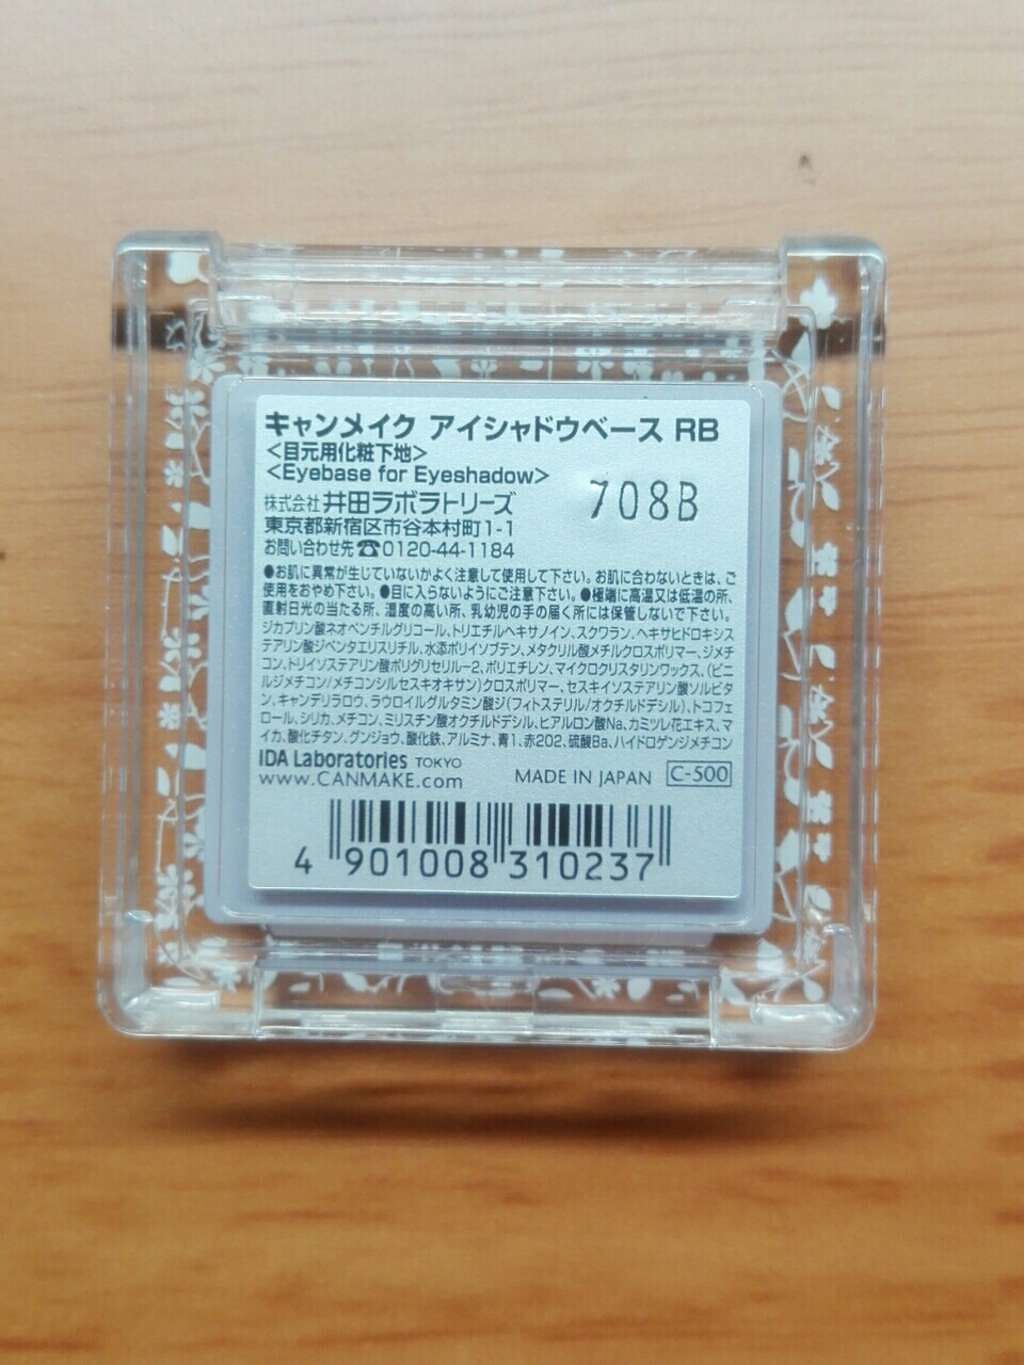 キャンメイク アイシャドウベース RB
<目元用化粧下地>
<Eyebase for Eyeshadow>
708B
株式会社 井田ラボラトリーズ
東京都新宿区市谷本村町1-1
お問い合わせ先☎0120-44-1184
●お肌に異常が生じていないかよく注意して使用して下さい。お肌に合わないときは、ご
使用をおやめ下さい。●目に入らないようにご注意下さい。●極端に高温又は低温の所、
直射日光の当たる所、湿度の高い所、乳幼児の手の届く所には保管しないで下さい。
ジカプリン酸ネオペンチルグリコール、トリエチルヘキサノイン、スクワラン、ヘキサヒドロキシス
テアリン酸ジペンタエリスリチル、水添ポリイソブテン、メタクリル酸メチルクロスポリマー、ジメチ
コン、トリイソステアリン酸ポリグリセリル-2、ポリエチレン、マイクロクリスタリンワックス、(ビニ
ルジメチコン/メチコンシルセスキオキサン)クロスポリマー、セスキイソステアリン酸ソルビタ
ン、キャンデリラロウ、ラウロイルグルタミン酸ジ(フィトステリル/オクチルドデシル)、トコフェ
ロール、シリカ、メチコン、ミリスチン酸オクチルドデシル、ヒアルロン酸Na、カミツレ花エキス、マ
イカ、酸化チタン、グンジョウ、酸化鉄、アルミナ、青1、赤202、硫酸Ba、ハイドロゲンジメチコン
IDA Laboratories TOKYO
www.CANMAKE.com MADE IN JAPAN C-500
4 901008 310237